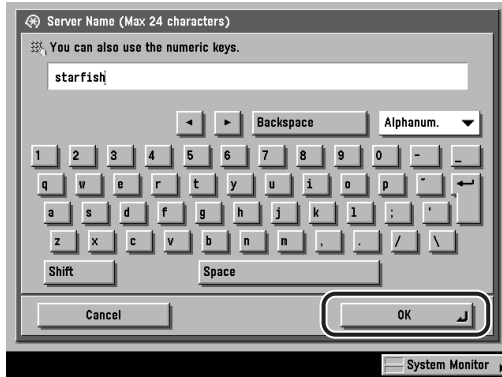 Server Name (Max 24 characters)
You can also use the numeric keys.
starfish
◄ ► Backspace Alphanum. ▼
1 2 3 4 5 6 7 8 9 0 - _
q w e r t y u i o p ~
a s d f g h j k l ; '
z x c v b n m , . / \
Shift Space
Cancel OK
System Monitor